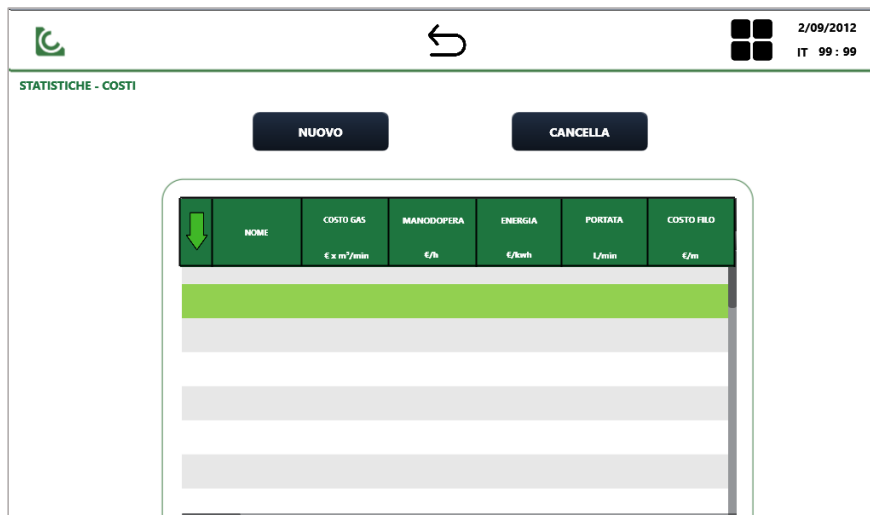 2/09/2012
IT 99 : 99
STATISTICHE - COSTI
NUOVO
CANCELLA
NOME
COSTO GAS
€ x m³/min
MANODOPERA
€/h
ENERGIA
€/kwh
PORTATA
L/min
COSTO FILO
€/m